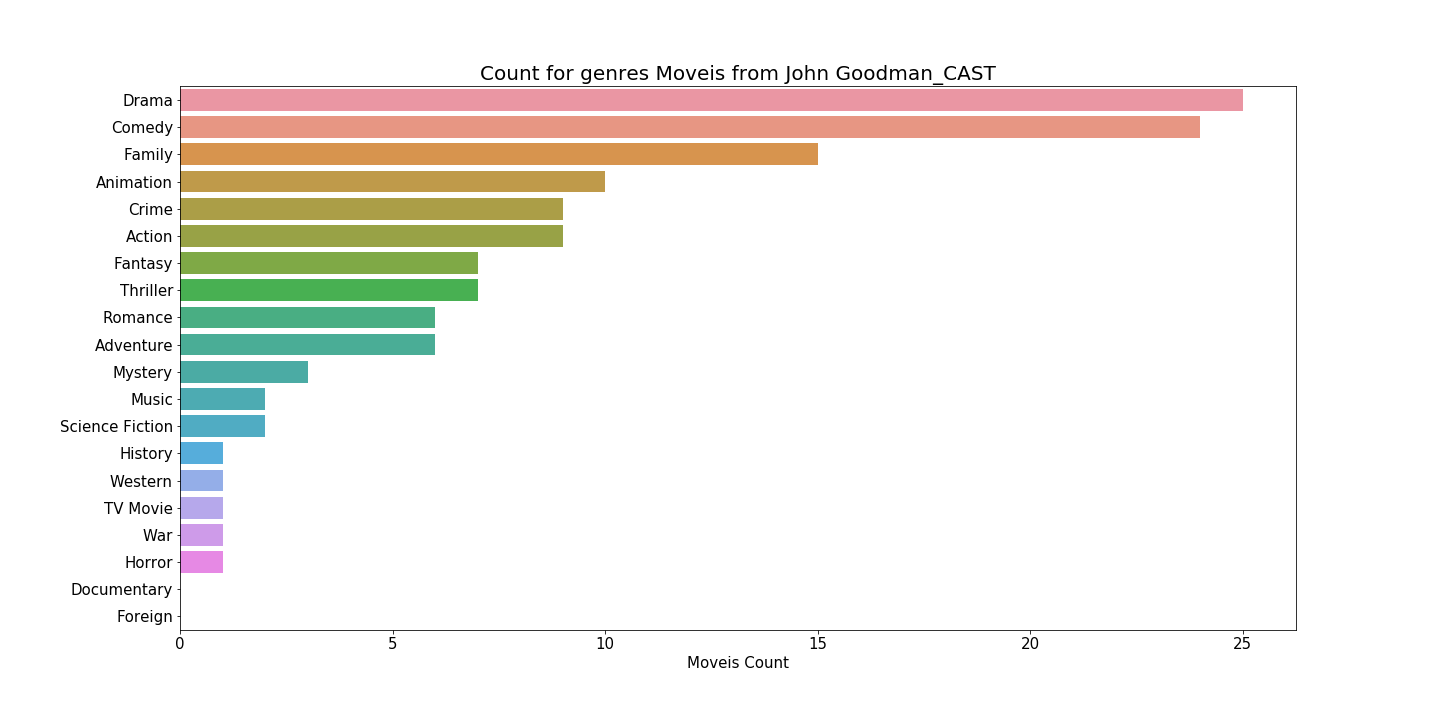 Count for genres Moveis from John Goodman_CAST
Drama
Comedy
Family
Animation
Crime
Action
Fantasy
Thriller
Romance
Adventure
Mystery
Music
Science Fiction
History
Western
TV Movie
War
Horror
Documentary
Foreign
0 5 10 15 20 25
Moveis Count